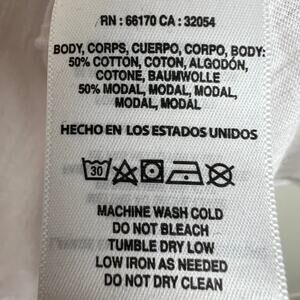 RN : 66170 CA : 32054
BODY, CORPS, CUERPO, CORPO, BODY:
50% COTTON, COTON, ALGODÓN,
COTONE, BAUMWOLLE
50% MODAL, MODAL, MODAL,
MODAL, MODAL
HECHO EN LOS ESTADOS UNIDOS
30
MACHINE WASH COLD
DO NOT BLEACH
TUMBLE DRY LOW
LOW IRON AS NEEDED
DO NOT DRY CLEAN